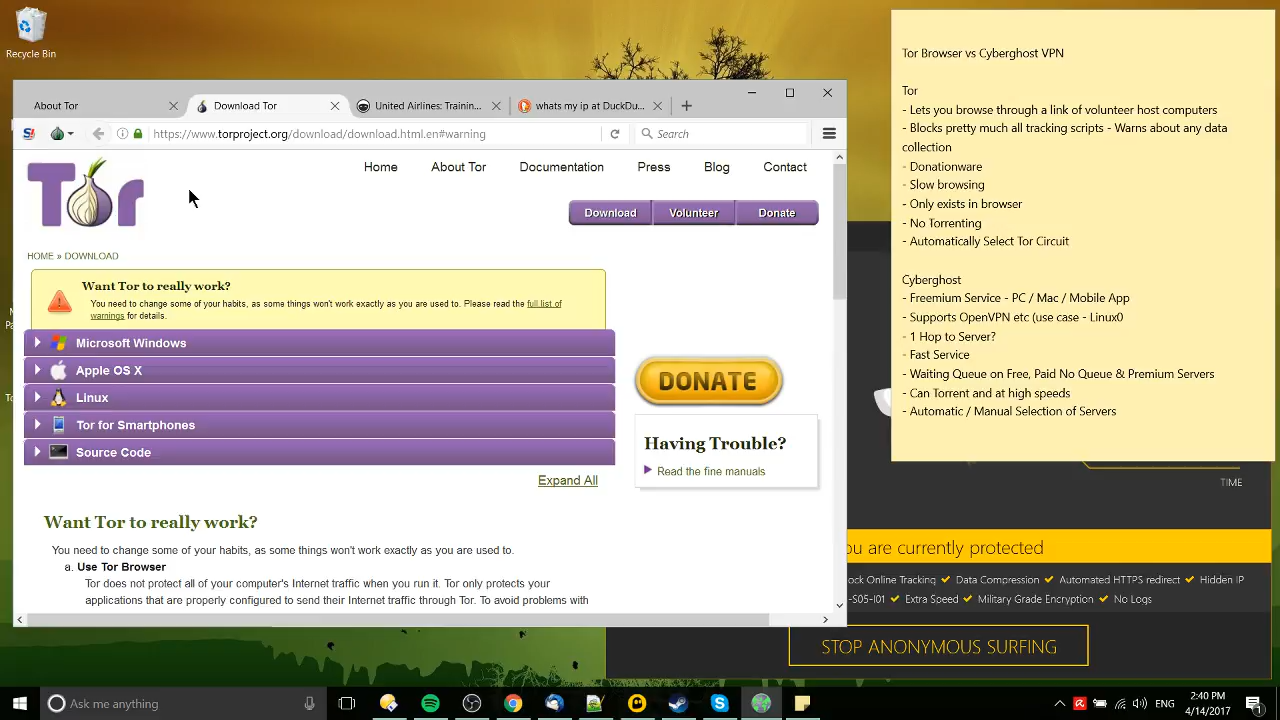 Recycle Bin
Tor Browser vs Cyberghost VPN
Tor
- Lets you browse through a link of volunteer host computers
- Blocks pretty much all tracking scripts - Warns about any data
collection
- Donationware
- Slow browsing
- Only exists in browser
- No Torrenting
- Automatically Select Tor Circuit
Cyberghost
- Freemium Service - PC / Mac / Mobile App
- Supports OpenVPN etc (use case - Linux0
- 1 Hop to Server?
- Fast Service
- Waiting Queue on Free, Paid No Queue & Premium Servers
- Can Torrent and at high speeds
- Automatic / Manual Selection of Servers
About Tor
Download Tor
United Airlines: Trainin...
whats my ip at DuckDu...
https://www.torproject.org/download/download.html.en#warning
Search
Tor
Home
About Tor
Documentation
Press
Blog
Contact
Download
Volunteer
Donate
HOME » DOWNLOAD
Want Tor to really work?
You need to change some of your habits, as some things won't work exactly as you are used to. Please read the full list of
warnings for details.
Microsoft Windows
Apple OS X
Linux
Tor for Smartphones
Source Code
Expand All
DONATE
Having Trouble?
Read the fine manuals
Want Tor to really work?
You need to change some of your habits, as some things won't work exactly as you are used to.
a. Use Tor Browser
Tor does not protect all of your computer's Internet traffic when you run it. Tor only protects your
applications that are properly configured to send their Internet traffic through Tor. To avoid problems with
TIME
ou are currently protected
ock Online Tracking
Data Compression
Automated HTTPS redirect
Hidden IP
-S05-I01
Extra Speed
Military Grade Encryption
No Logs
STOP ANONYMOUS SURFING
Ask me anything
ENG
2:40 PM
4/14/2017